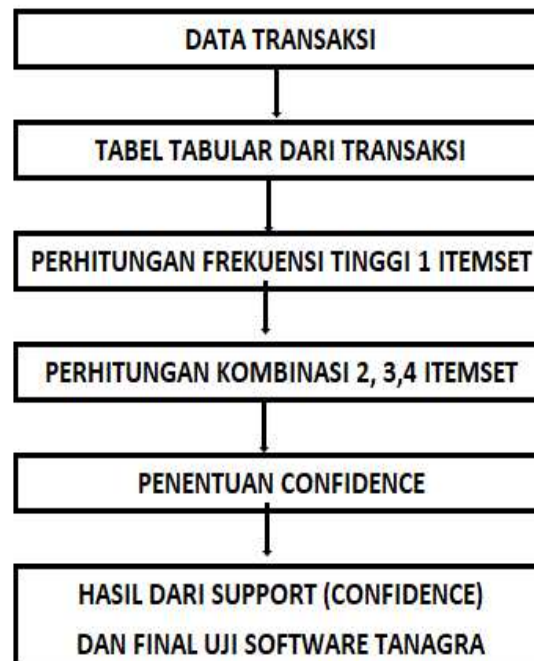 DATA TRANSAKSI
TABEL TABULAR DARI TRANSAKSI
PERHITUNGAN FREKUENSI TINGGI 1 ITEMSET
PERHITUNGAN KOMBINASI 2, 3,4 ITEMSET
PENENTUAN CONFIDENCE
HASIL DARI SUPPORT (CONFIDENCE)
DAN FINAL UJI SOFTWARE TANAGRA